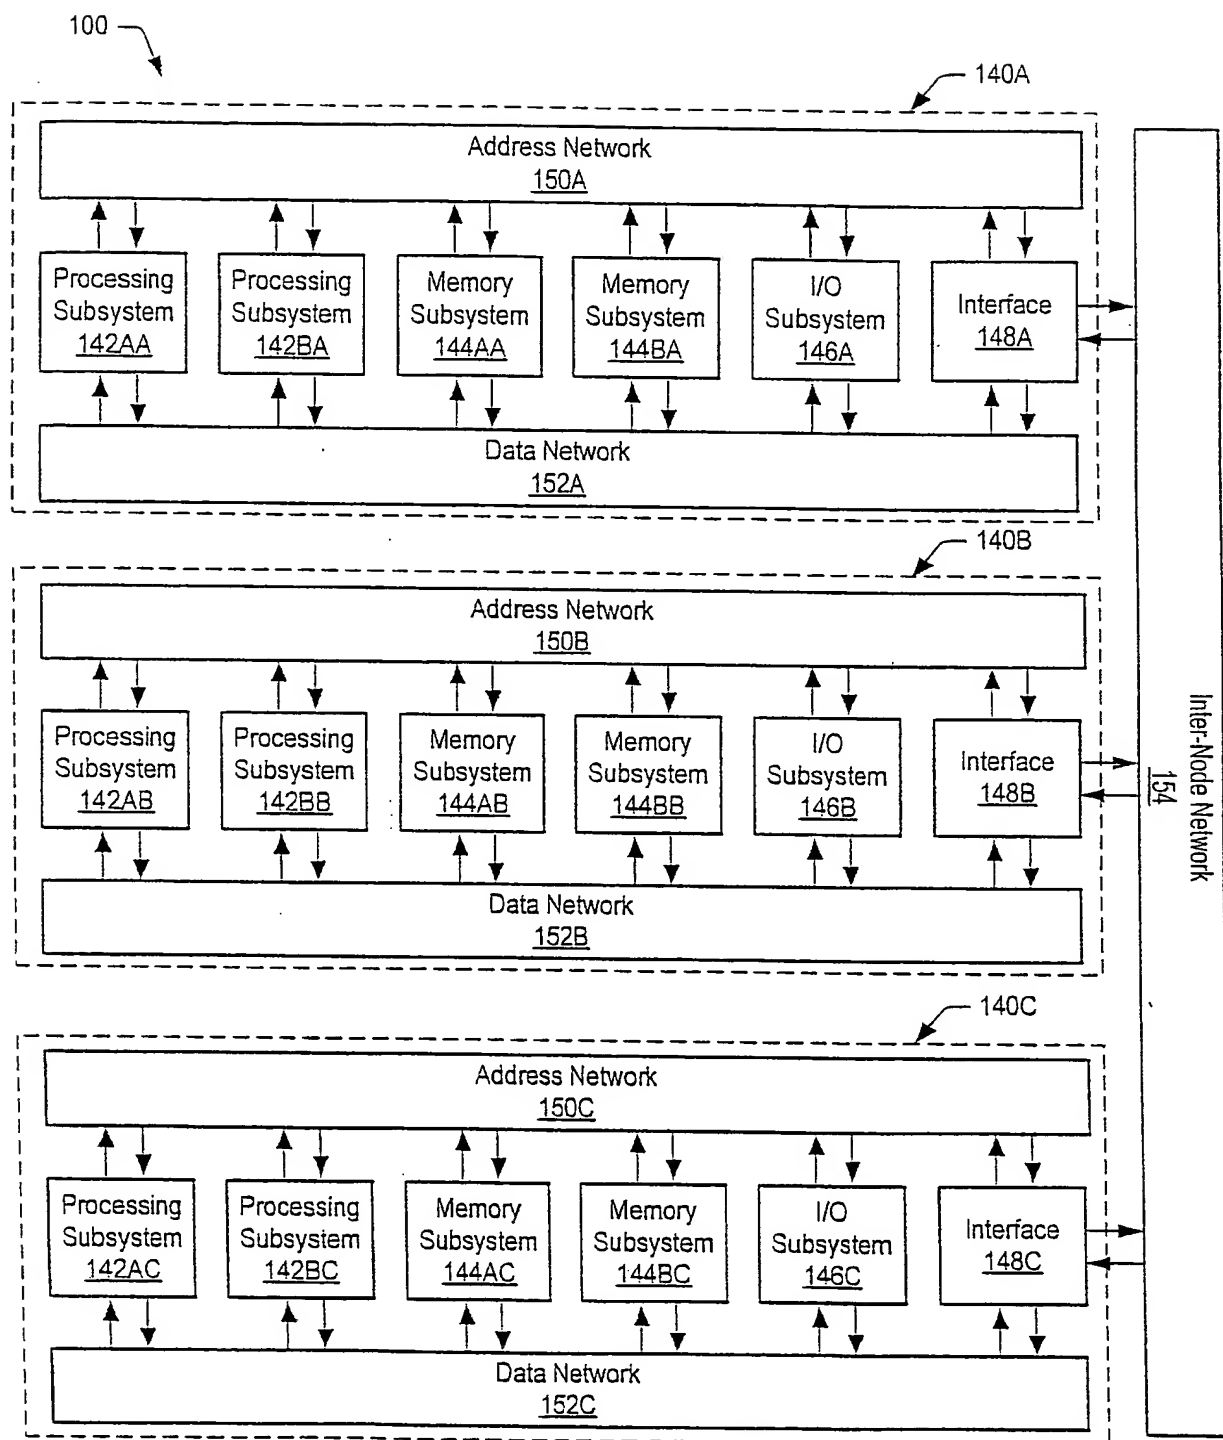 100
140A
Address Network
150A
Processing
Subsystem
142AA
Processing
Subsystem
142BA
Memory
Subsystem
144AA
Memory
Subsystem
144BA
I/O
Subsystem
146A
Interface
148A
Data Network
152A
140B
Address Network
150B
Processing
Subsystem
142AB
Processing
Subsystem
142BB
Memory
Subsystem
144AB
Memory
Subsystem
144BB
I/O
Subsystem
146B
Interface
148B
Data Network
152B
Inter-Node Network
154
140C
Address Network
150C
Processing
Subsystem
142AC
Processing
Subsystem
142BC
Memory
Subsystem
144AC
Memory
Subsystem
144BC
I/O
Subsystem
146C
Interface
148C
Data Network
152C